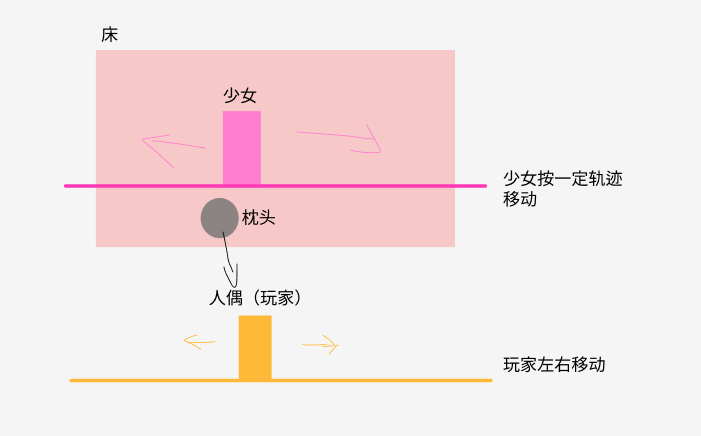 床
少女
少女按一定轨迹
移动
枕头
人偶（玩家）
玩家左右移动